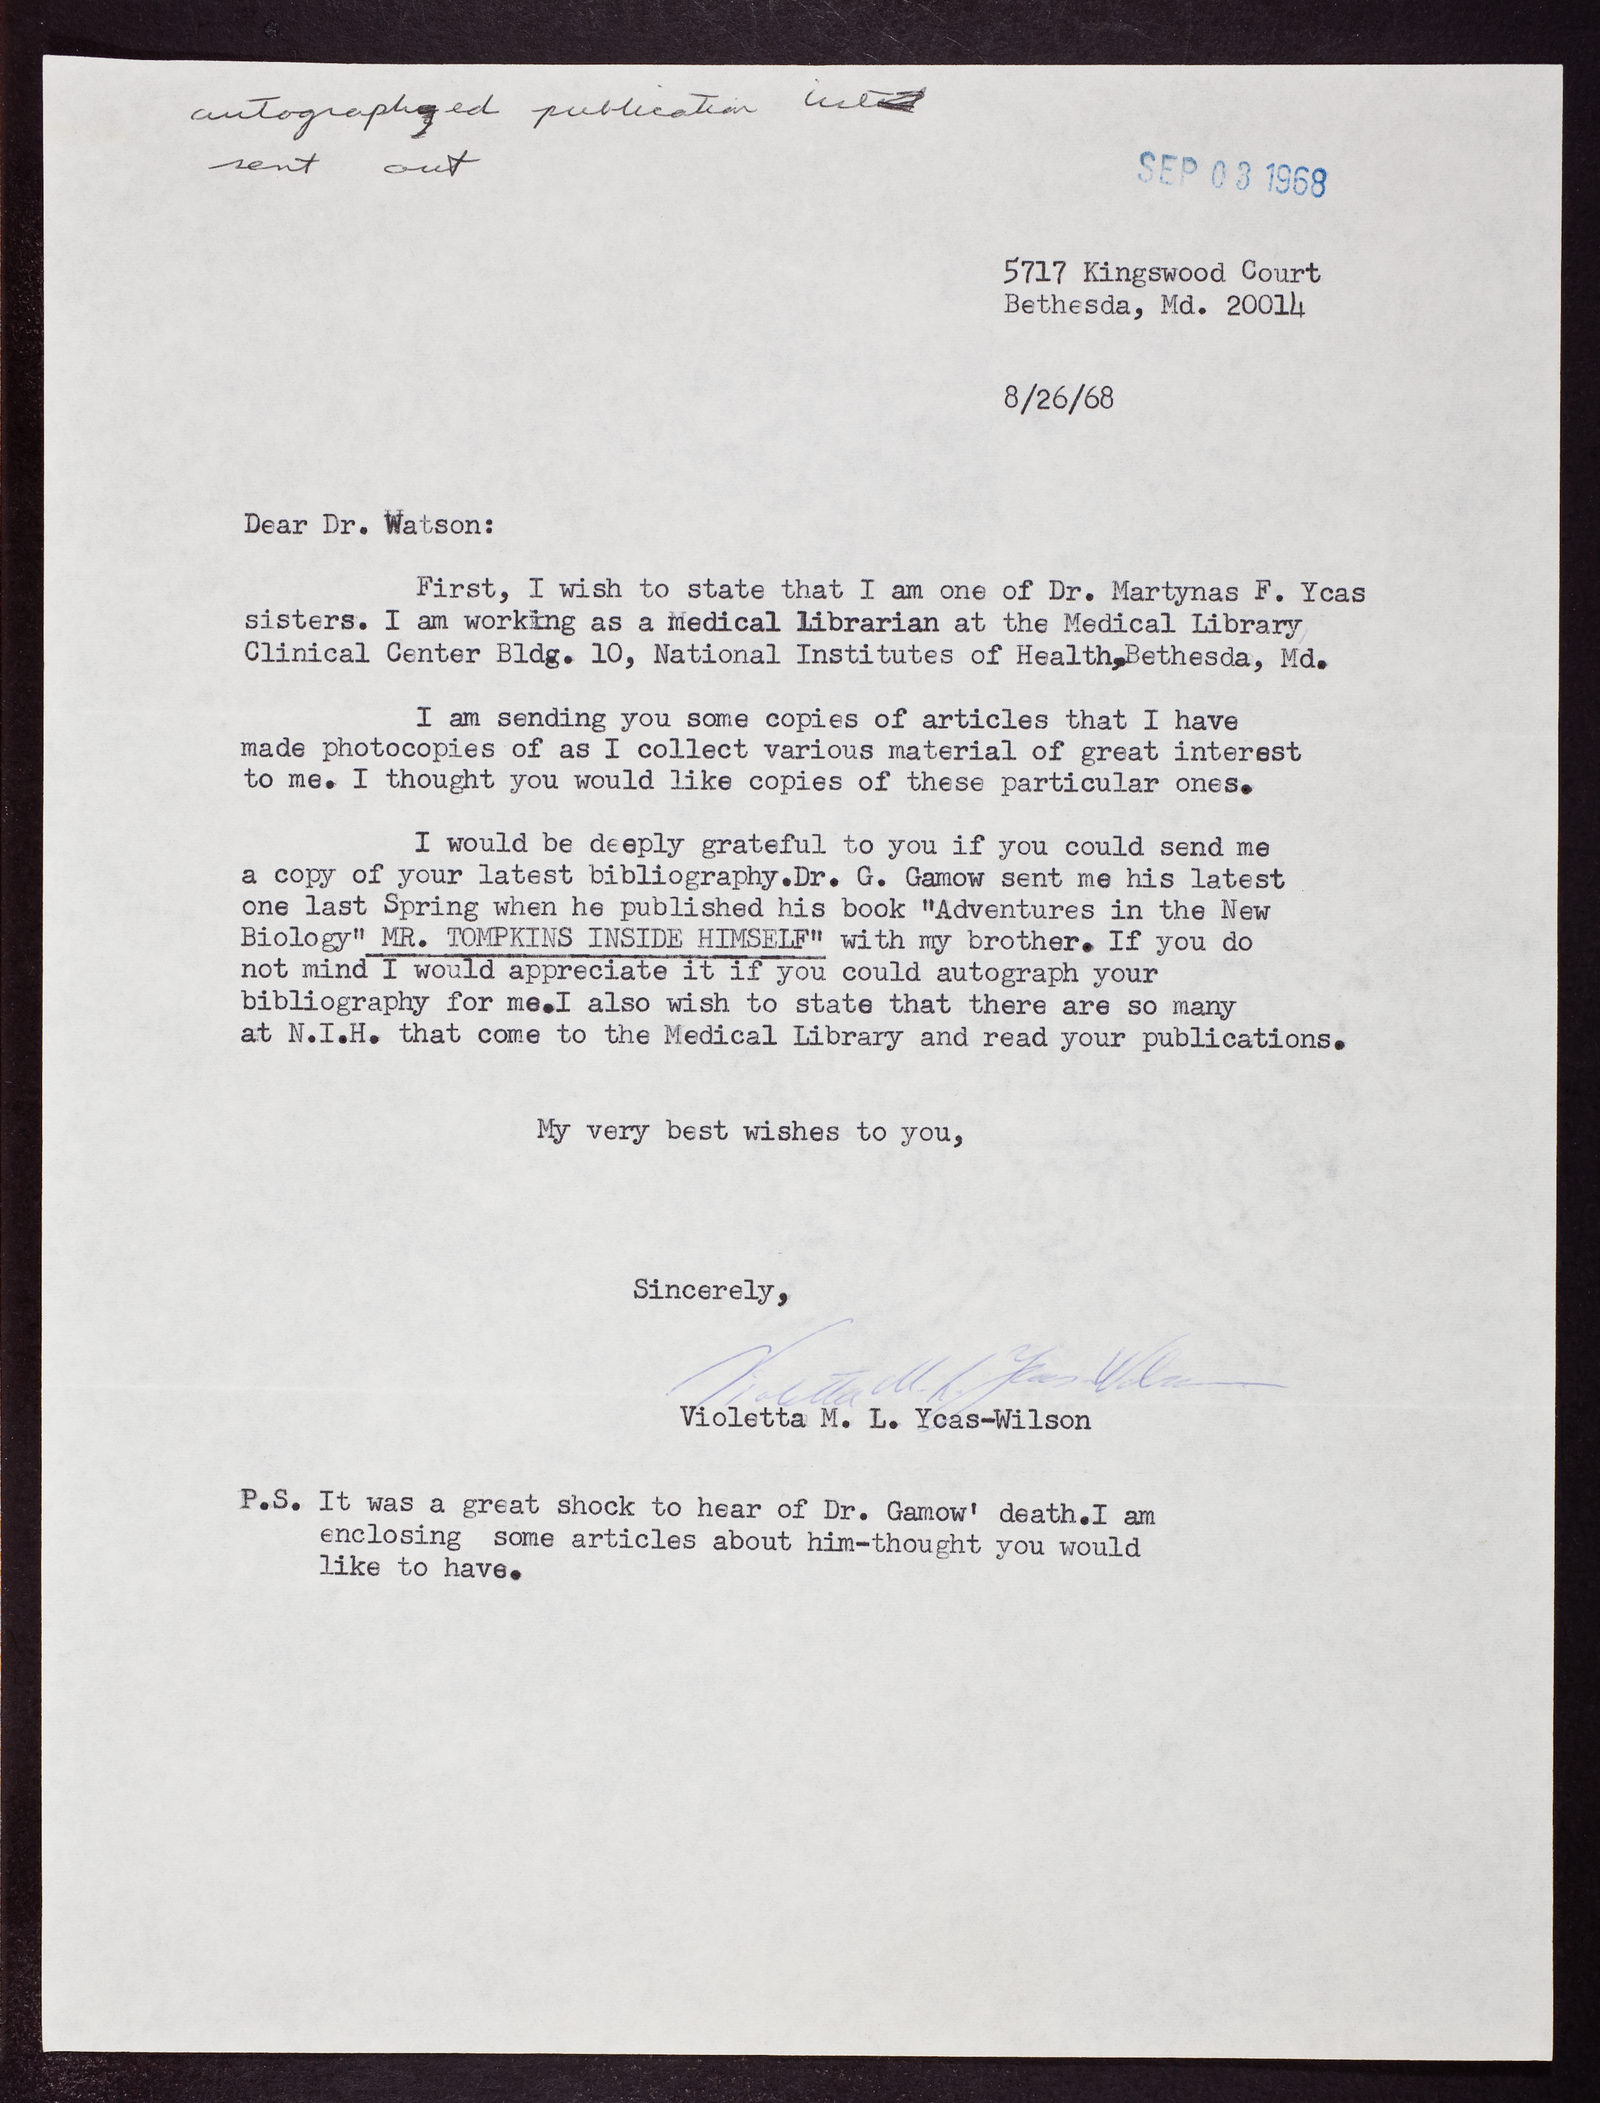 autographed publication list
sent out
SEP 03 1968
5717 Kingswood Court
Bethesda, Md. 20014
8/26/68
Dear Dr. Watson:
First, I wish to state that I am one of Dr. Martynas F. Ycas
sisters. I am working as a Medical Librarian at the Medical Library
Clinical Center Bldg. 10, National Institutes of Health,Bethesda, Md.
I am sending you some copies of articles that I have
made photocopies of as I collect various material of great interest
to me. I thought you would like copies of these particular ones.
I would be deeply grateful to you if you could send me
a copy of your latest bibliography.Dr. G. Gamow sent me his latest
one last Spring when he published his book "Adventures in the New
Biology" MR. TOMPKINS INSIDE HIMSELF" with my brother. If you do
not mind I would appreciate it if you could autograph your
bibliography for me.I also wish to state that there are so many
at N.I.H. that come to the Medical Library and read your publications.
My very best wishes to you,
Sincerely,
Violetta M. L. Ycas-Wilson
Violetta M. L. Ycas-Wilson
P.S. It was a great shock to hear of Dr. Gamow' death.I am
enclosing some articles about him-thought you would
like to have.